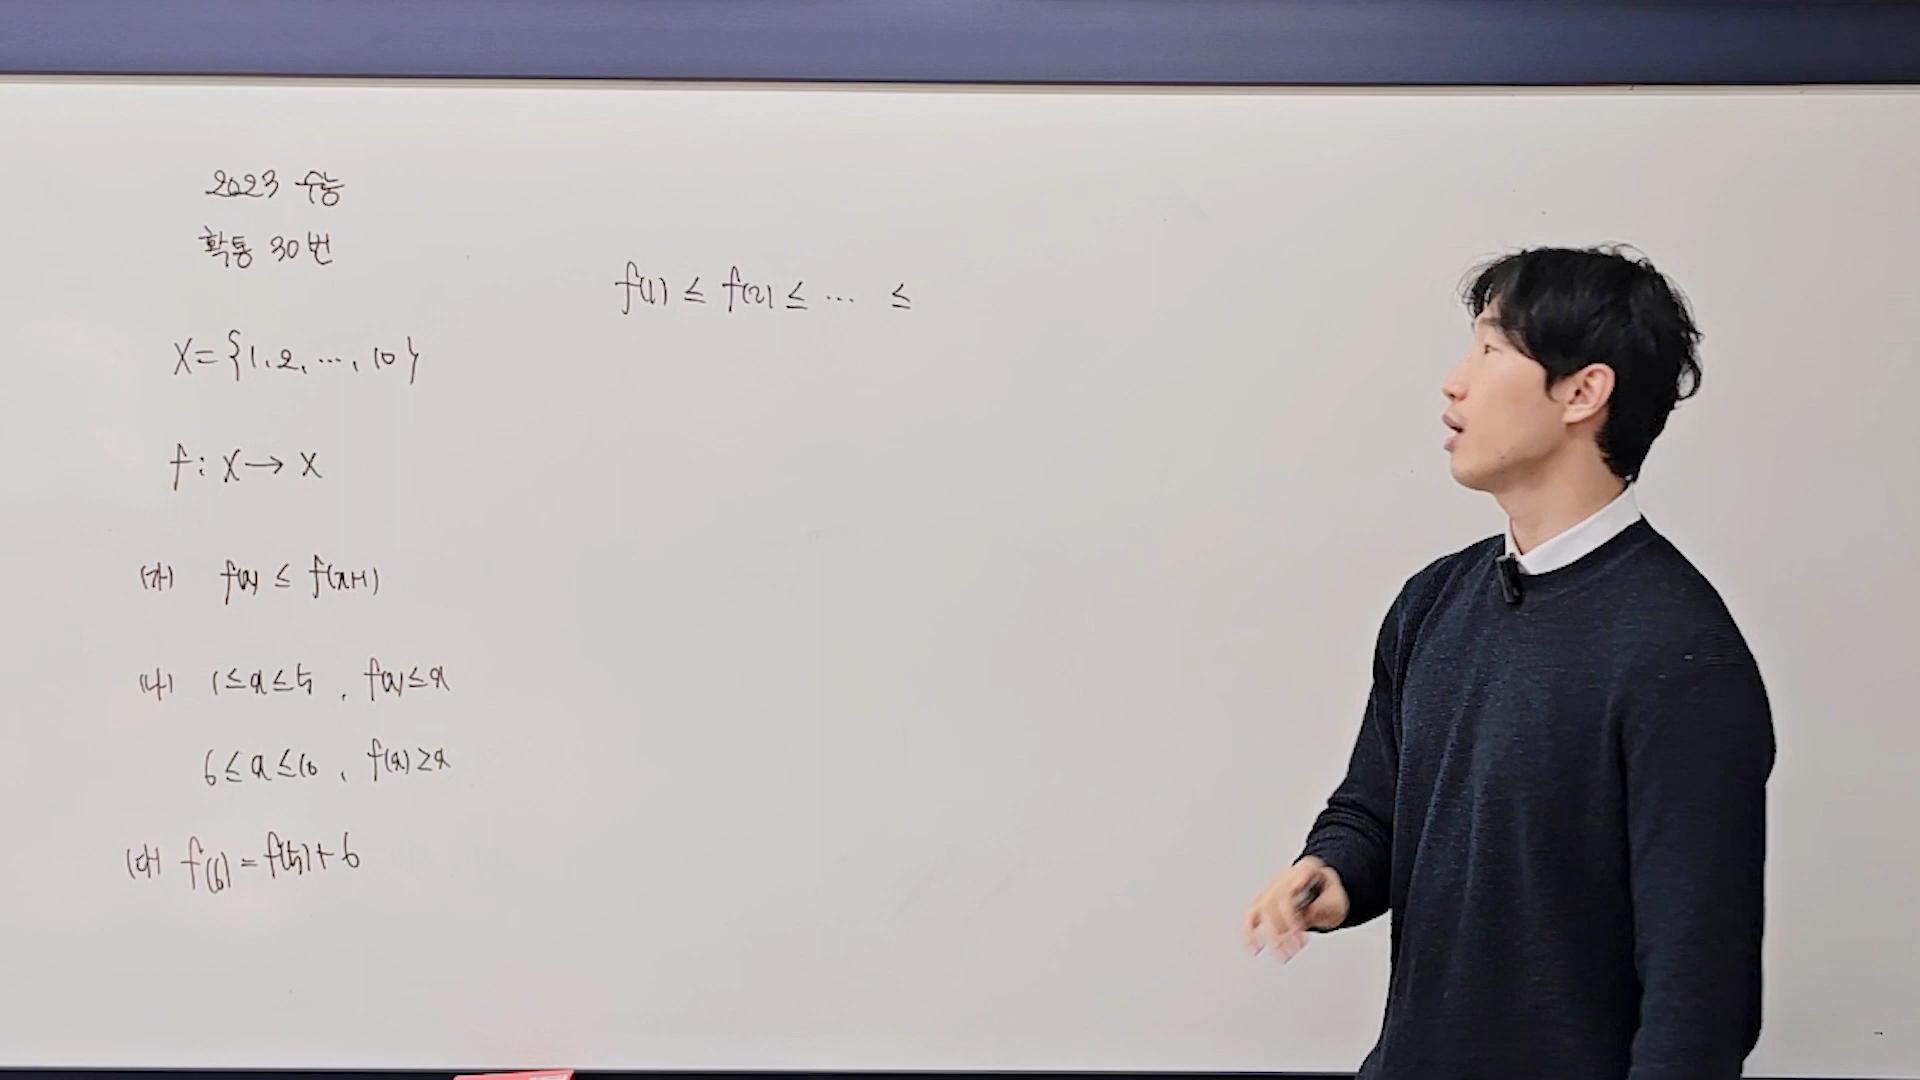 2023 수능
확통 30번
X = {1, 2, ..., 10}
f : X → X
(가) f(x) ≤ f(x+1)
(나) 1 ≤ x ≤ 5, f(x) ≤ x
6 ≤ x ≤ 10, f(x) ≥ x
(다) f(6) = f(5) + 6
f(1) ≤ f(2) ≤ ... ≤